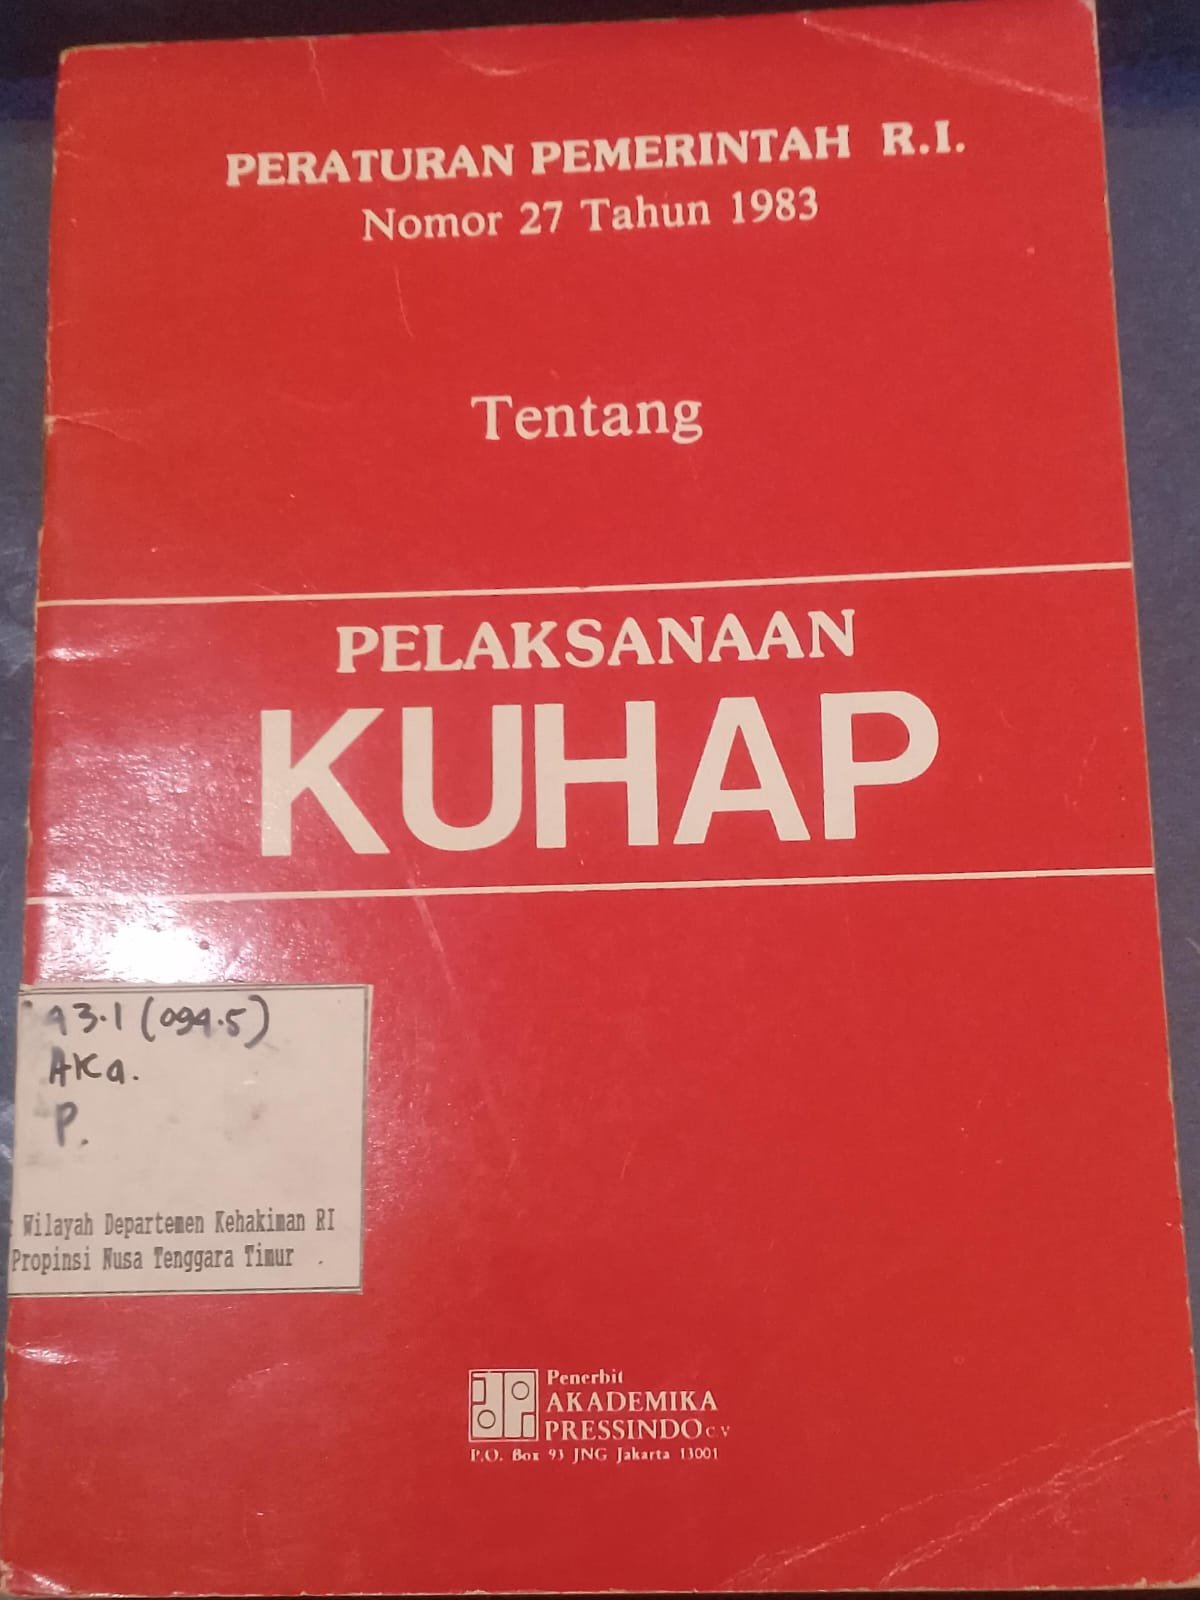 PERATURAN PEMERINTAH R.I.
Nomor 27 Tahun 1983
Tentang
PELAKSANAAN
KUHAP
93.1 (094.5)
AKa.
P.
Wilayah Departemen Kehakiman RI
Propinsi Nusa Tenggara Timur
Penerbit
AKADEMIKA
PRESSINDO C.V
P.O. Box 93 JNG Jakarta 13001